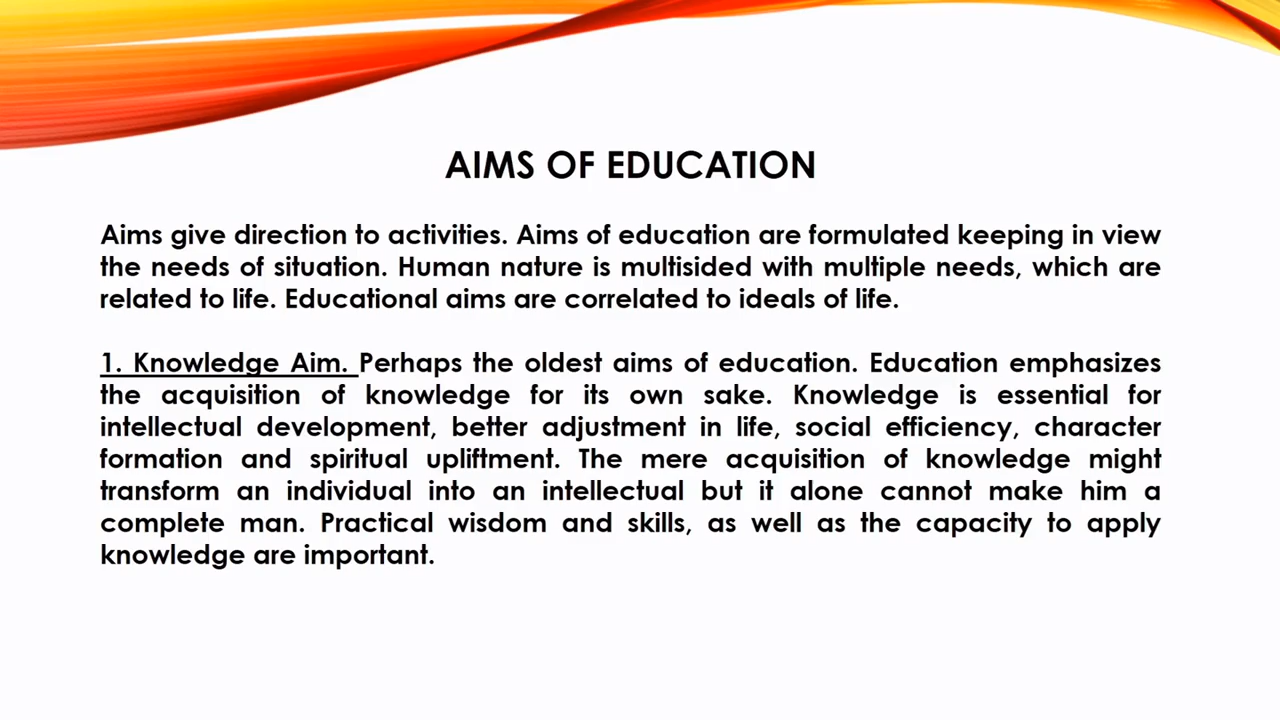 AIMS OF EDUCATION
Aims give direction to activities. Aims of education are formulated keeping in view
the needs of situation. Human nature is multisided with multiple needs, which are
related to life. Educational aims are correlated to ideals of life.
1. Knowledge Aim. Perhaps the oldest aims of education. Education emphasizes
the acquisition of knowledge for its own sake. Knowledge is essential for
intellectual development, better adjustment in life, social efficiency, character
formation and spiritual upliftment. The mere acquisition of knowledge might
transform an individual into an intellectual but it alone cannot make him a
complete man. Practical wisdom and skills, as well as the capacity to apply
knowledge are important.